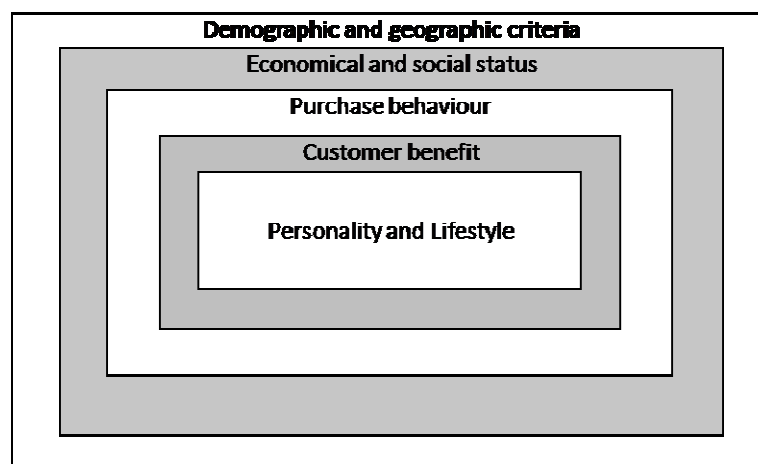 Demographic and geographic criteria
Economical and social status
Purchase behaviour
Customer benefit
Personality and Lifestyle